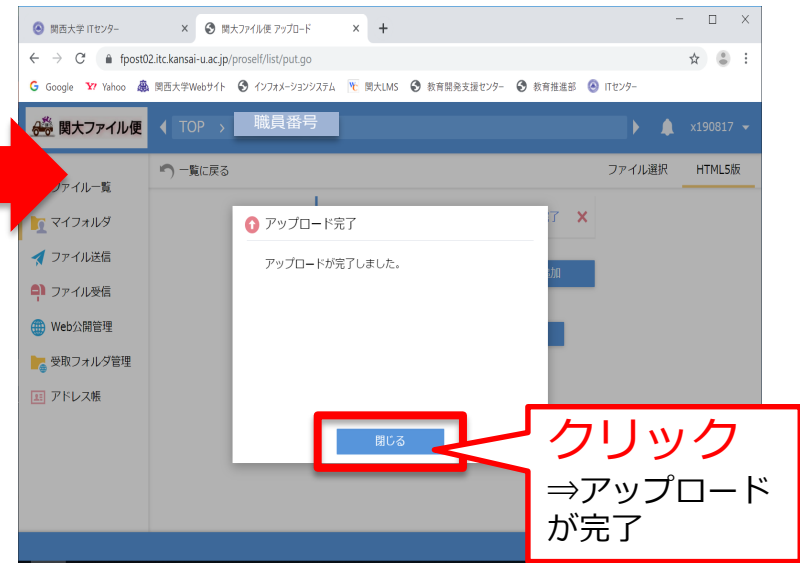 関西大学 ITセンター
関大ファイル便 アップロード
fpost02.itc.kansai-u.ac.jp/proself/list/put.go
Google
Yahoo
関西大学Webサイト
インフォメーションシステム
関大LMS
教育開発支援センター
教育推進部
ITセンター
関大ファイル便
TOP
職員番号
x190817
一覧に戻る
ファイル選択
HTML5版
ファイル一覧
マイフォルダ
ファイル送信
ファイル受信
Web公開管理
受取フォルダ管理
アドレス帳
アップロード完了
アップロードが完了しました。
閉じる
クリック
⇒アップロード
が完了